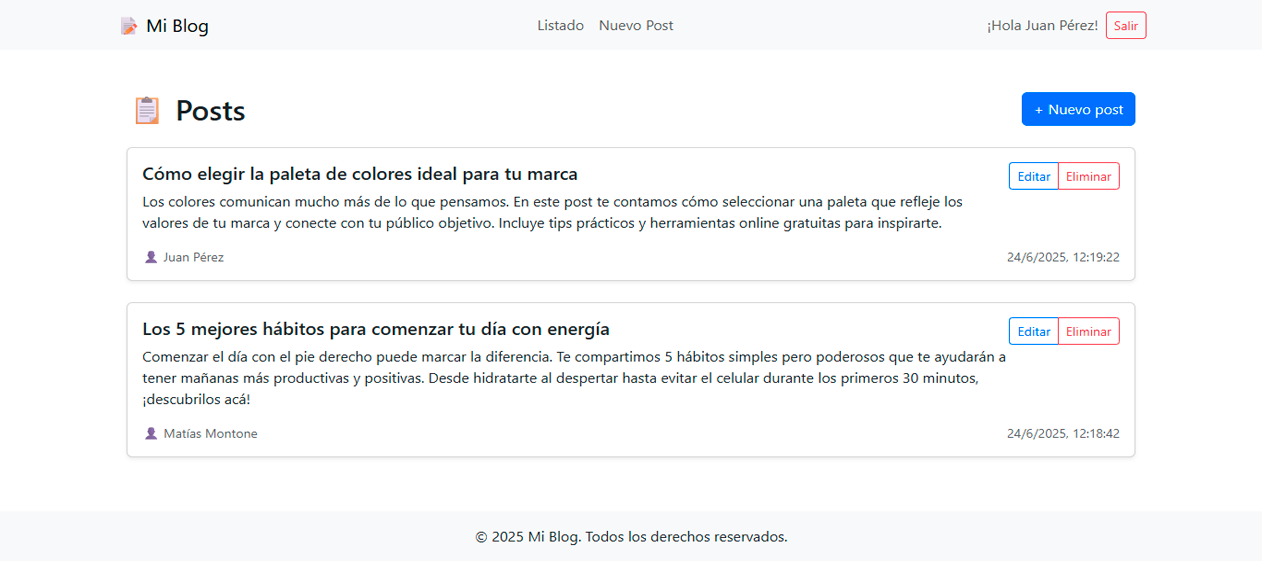 Mi Blog
Listado
Nuevo Post
¡Hola Juan Pérez!
Salir
Posts
+ Nuevo post
Cómo elegir la paleta de colores ideal para tu marca
Editar
Eliminar
Los colores comunican mucho más de lo que pensamos. En este post te contamos cómo seleccionar una paleta que refleje los
valores de tu marca y conecte con tu público objetivo. Incluye tips prácticos y herramientas online gratuitas para inspirarte.
Juan Pérez
24/6/2025, 12:19:22
Los 5 mejores hábitos para comenzar tu día con energía
Editar
Eliminar
Comenzar el día con el pie derecho puede marcar la diferencia. Te compartimos 5 hábitos simples pero poderosos que te ayudarán a
tener mañanas más productivas y positivas. Desde hidratarte al despertar hasta evitar el celular durante los primeros 30 minutos,
¡descubrilos acá!
Matías Montone
24/6/2025, 12:18:42
© 2025 Mi Blog. Todos los derechos reservados.